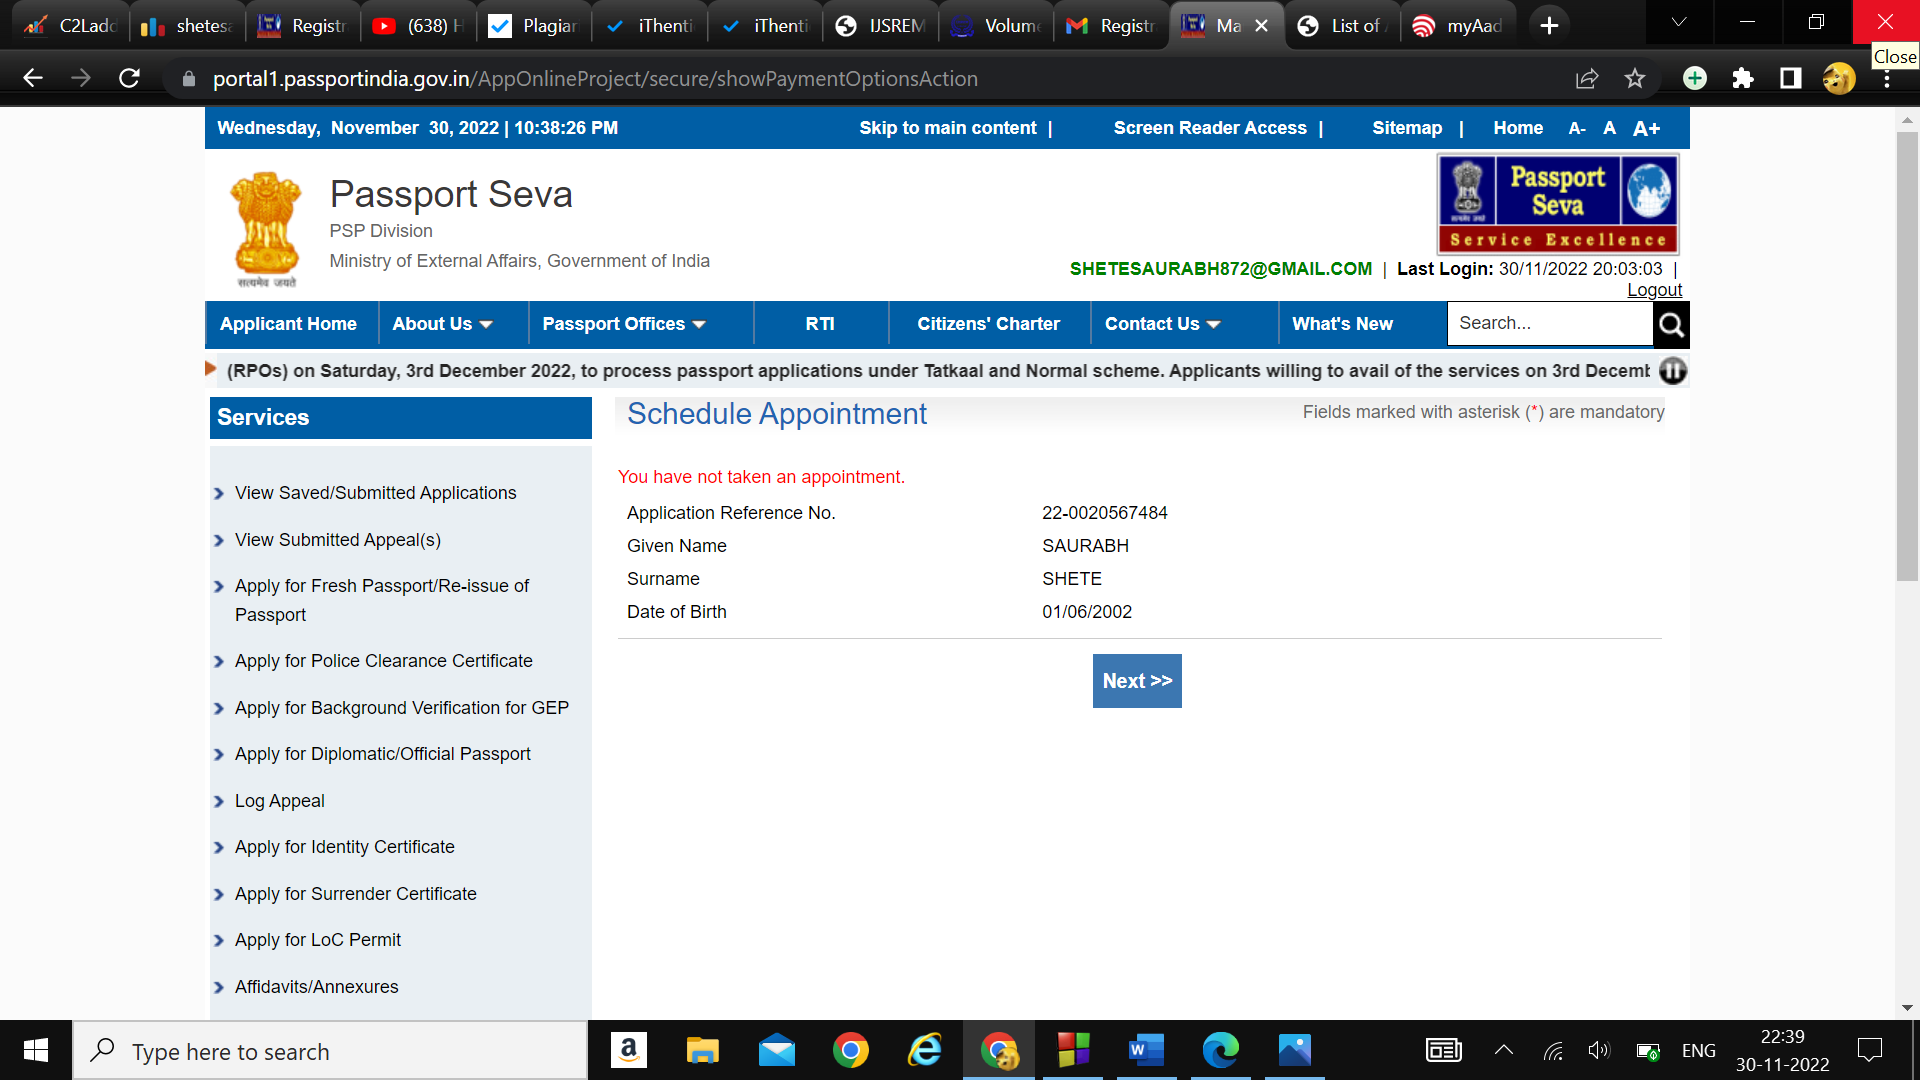 C2Ladd
shetesa
Registr
(638) H
Plagiar
iThenti
iThenti
IJSREM
Volume
Registr
Ma
List of
myAad
Close
portal1.passportindia.gov.in/AppOnlineProject/secure/showPaymentOptionsAction
Wednesday, November 30, 2022 | 10:38:26 PM
Skip to main content |
Screen Reader Access |
Sitemap |
Home
A-
A
A+
सत्यमेव जयते
Passport Seva
PSP Division
Ministry of External Affairs, Government of India
Passport
Seva
Service Excellence
SHETESAURABH872@GMAIL.COM | Last Login: 30/11/2022 20:03:03 |
Logout
Applicant Home
About Us
Passport Offices
RTI
Citizens' Charter
Contact Us
What's New
Search...
(RPOs) on Saturday, 3rd December 2022, to process passport applications under Tatkaal and Normal scheme. Applicants willing to avail of the services on 3rd Decemb
Services
View Saved/Submitted Applications
View Submitted Appeal(s)
Apply for Fresh Passport/Re-issue of
Passport
Apply for Police Clearance Certificate
Apply for Background Verification for GEP
Apply for Diplomatic/Official Passport
Log Appeal
Apply for Identity Certificate
Apply for Surrender Certificate
Apply for LoC Permit
Affidavits/Annexures
Schedule Appointment
Fields marked with asterisk (*) are mandatory
You have not taken an appointment.
Application Reference No. 22-0020567484
Given Name SAURABH
Surname SHETE
Date of Birth 01/06/2002
Next >>
Type here to search
ENG
22:39
30-11-2022